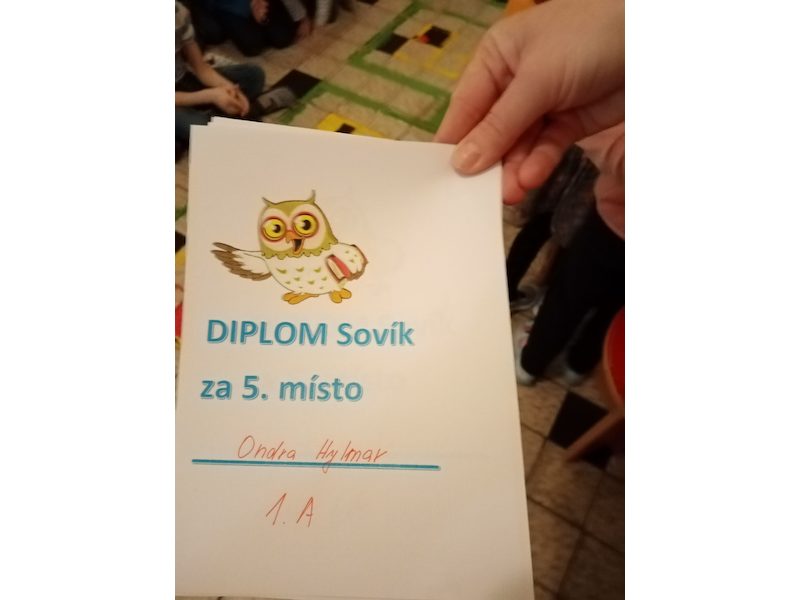 DIPLOM Sovík
za 5. místo
Ondra Hylmar
1. A